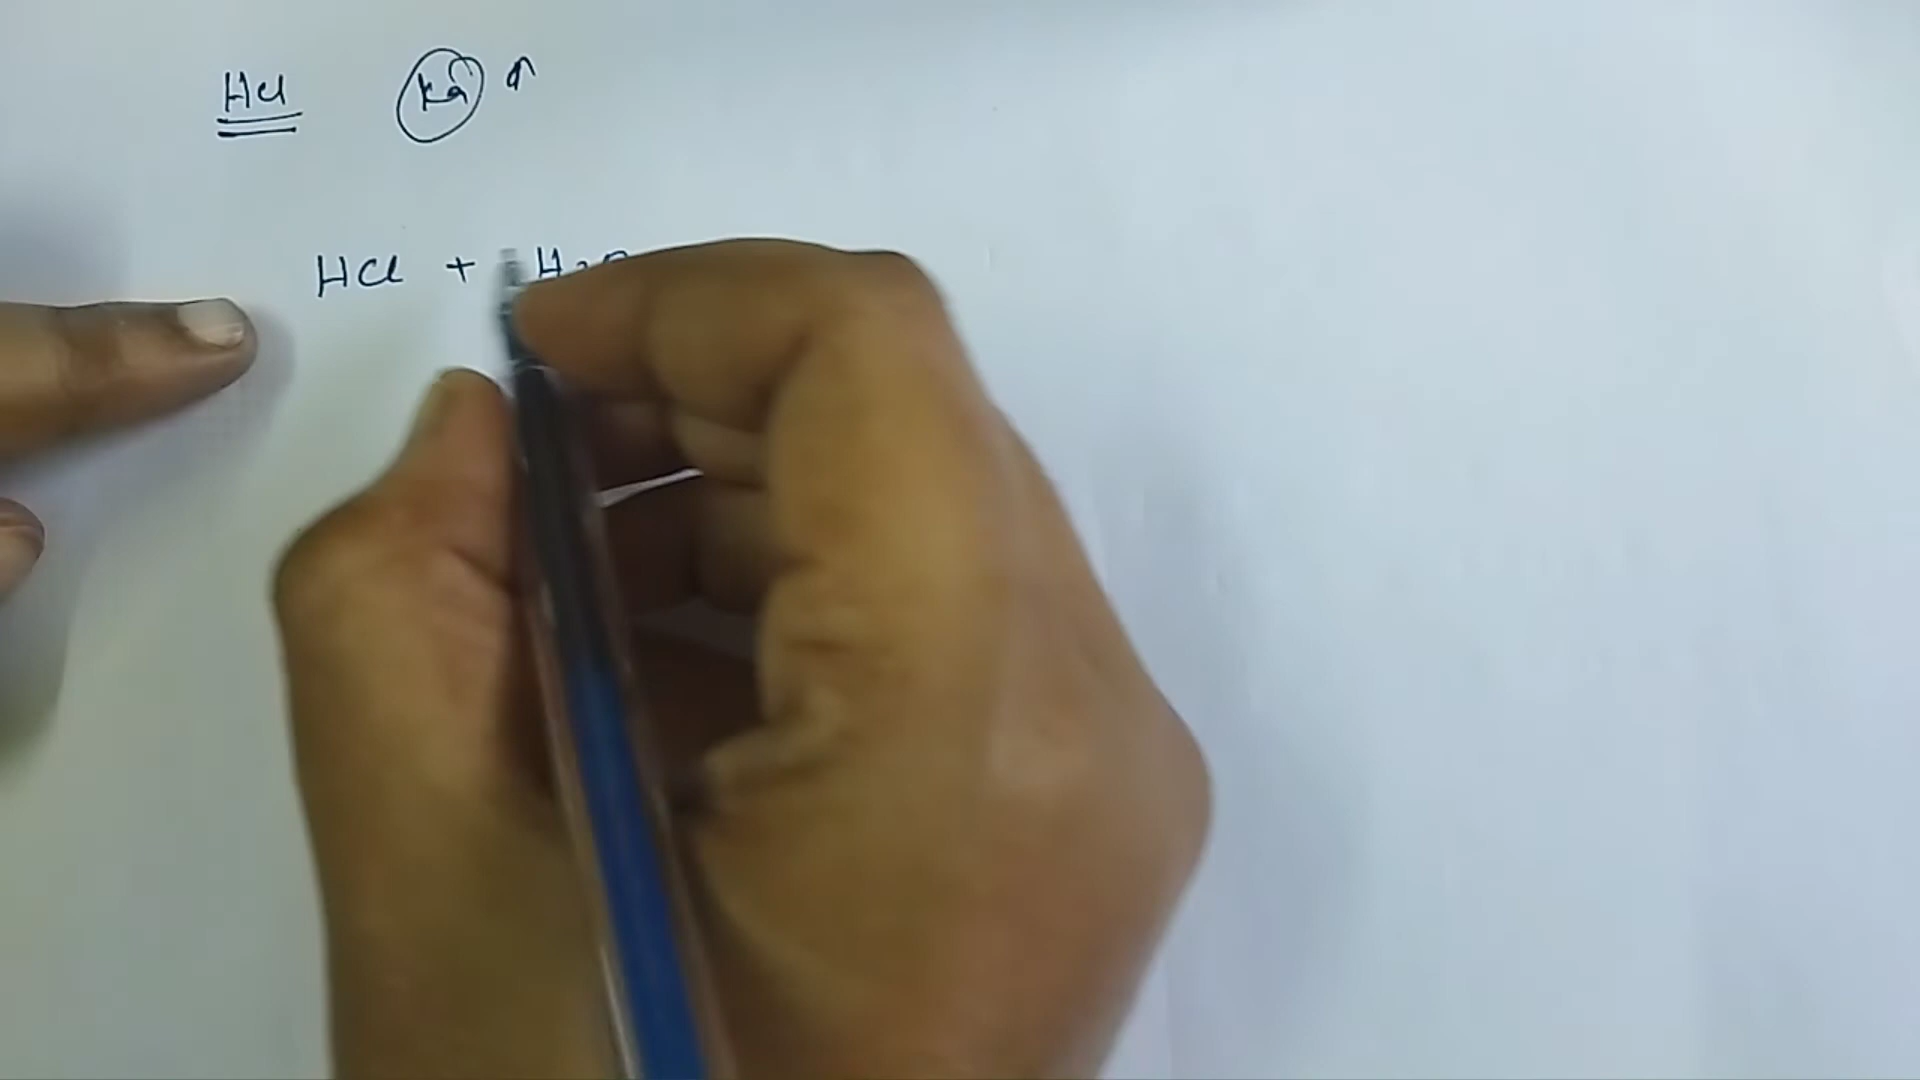 HCl Ka ↑
HCl + H2O